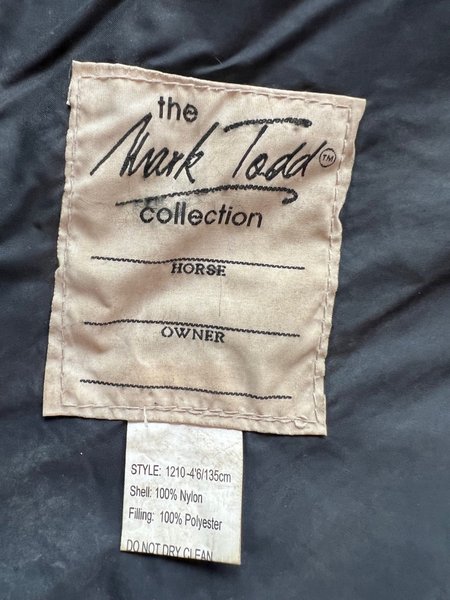 the
Mark Todd™
collection
HORSE
OWNER
STYLE: 1210-4'6/135cm
Shell: 100% Nylon
Filling: 100% Polyester
DO NOT DRY CLEAN